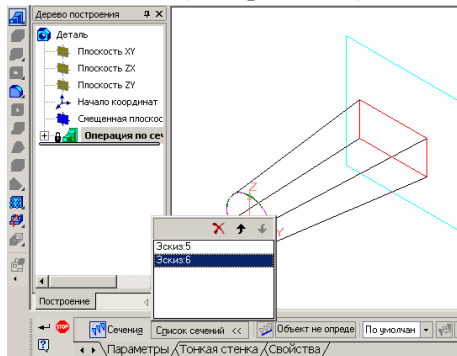 Дерево построения
Деталь
Плоскость XY
Плоскость ZX
Плоскость ZY
Начало координат
Смещенная плоскос
Операция по сеч
Z
Y
Эскиз:5
Эскиз:6
Построение
Сечения
Список сечений <<
Объект не опреде
По умолчан
Параметры
Тонкая стенка
Свойства